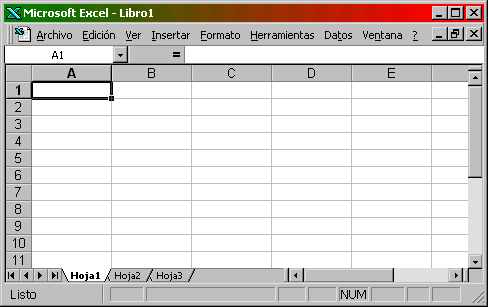 Microsoft Excel - Libro1
Archivo Edición Ver Insertar Formato Herramientas Datos Ventana ?
A1 =
A B C D E
1
2
3
4
5
6
7
8
9
10
11
Hoja1 Hoja2 Hoja3
Listo NUM